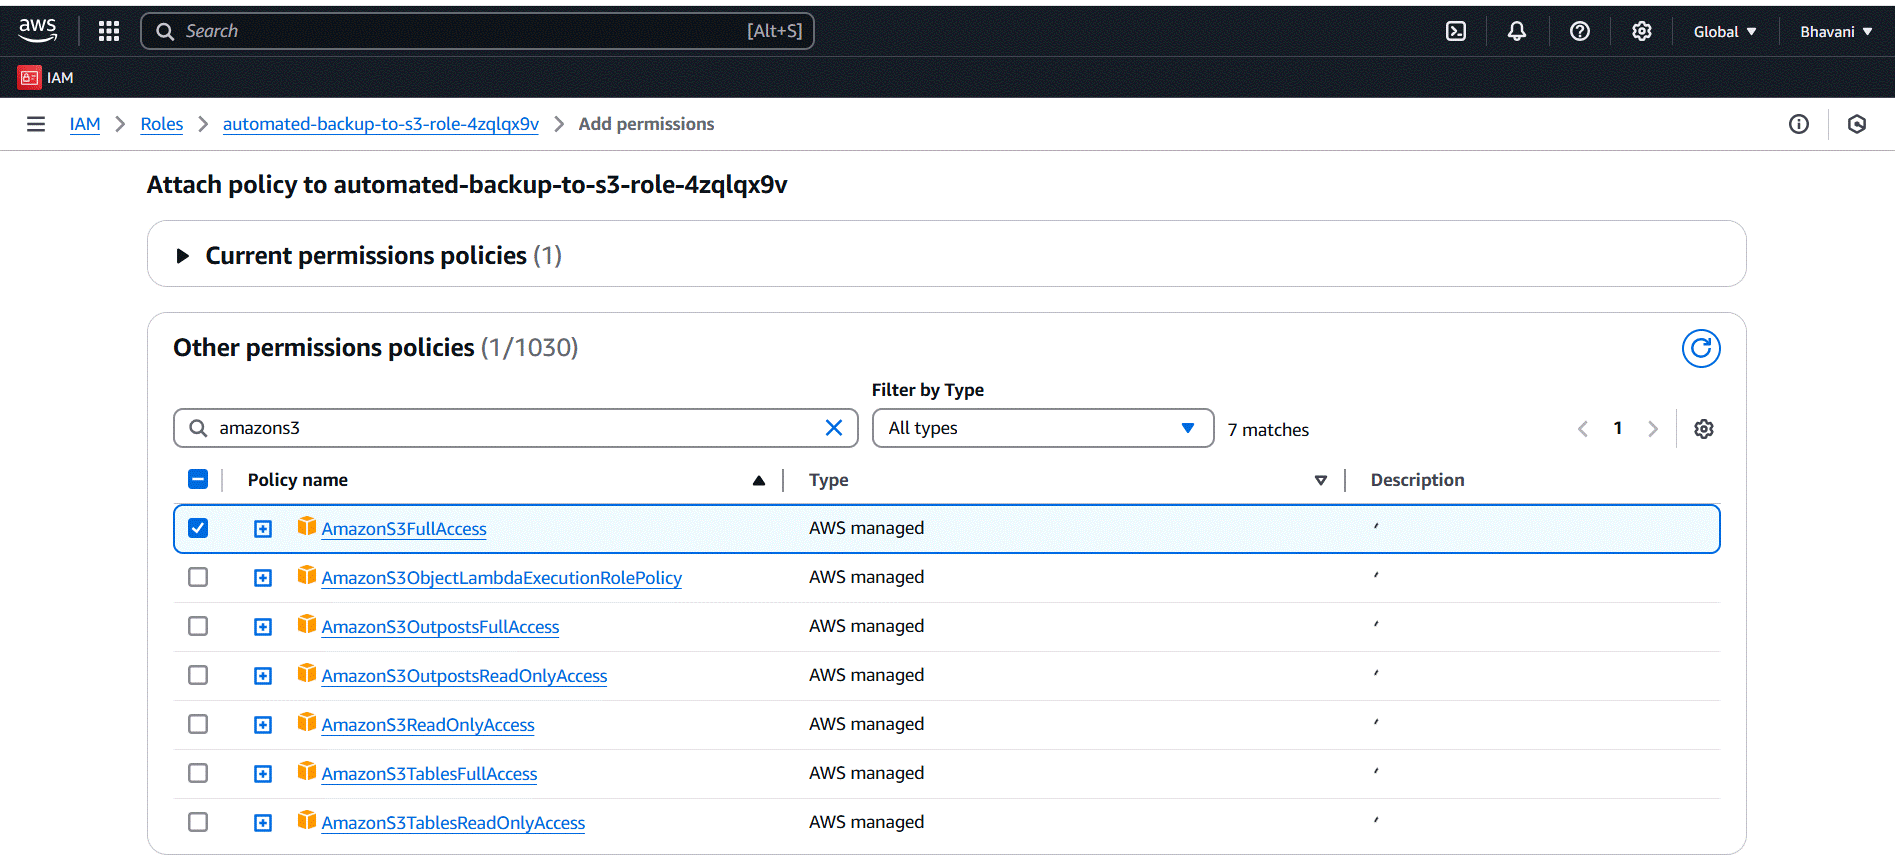 aws
Search [Alt+S]
Global
Bhavani
IAM
IAM > Roles > automated-backup-to-s3-role-4zqlqx9v > Add permissions
Attach policy to automated-backup-to-s3-role-4zqlqx9v
Current permissions policies (1)
Other permissions policies (1/1030)
Filter by Type
amazons3
All types
7 matches
1
Policy name Type Description
AmazonS3FullAccess AWS managed
AmazonS3ObjectLambdaExecutionRolePolicy AWS managed
AmazonS3OutpostsFullAccess AWS managed
AmazonS3OutpostsReadOnlyAccess AWS managed
AmazonS3ReadOnlyAccess AWS managed
AmazonS3TablesFullAccess AWS managed
AmazonS3TablesReadOnlyAccess AWS managed